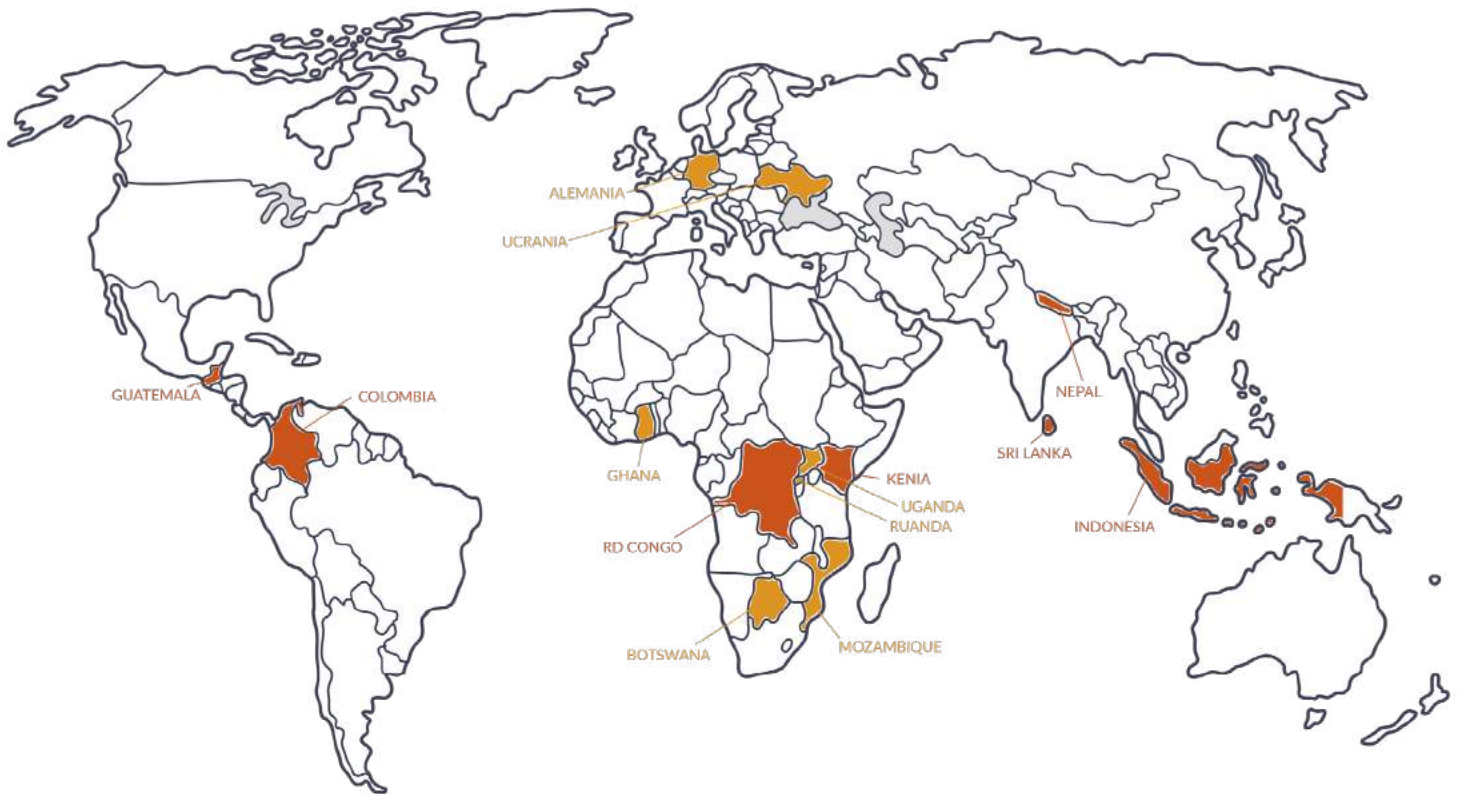 ALEMANIA
UCRANIA
GUATEMALA
COLOMBIA
NEPAL
SRI LANKA
GHANA
KENIA
UGANDA
RUANDA
INDONESIA
RD CONGO
BOTSWANA
MOZAMBIQUE